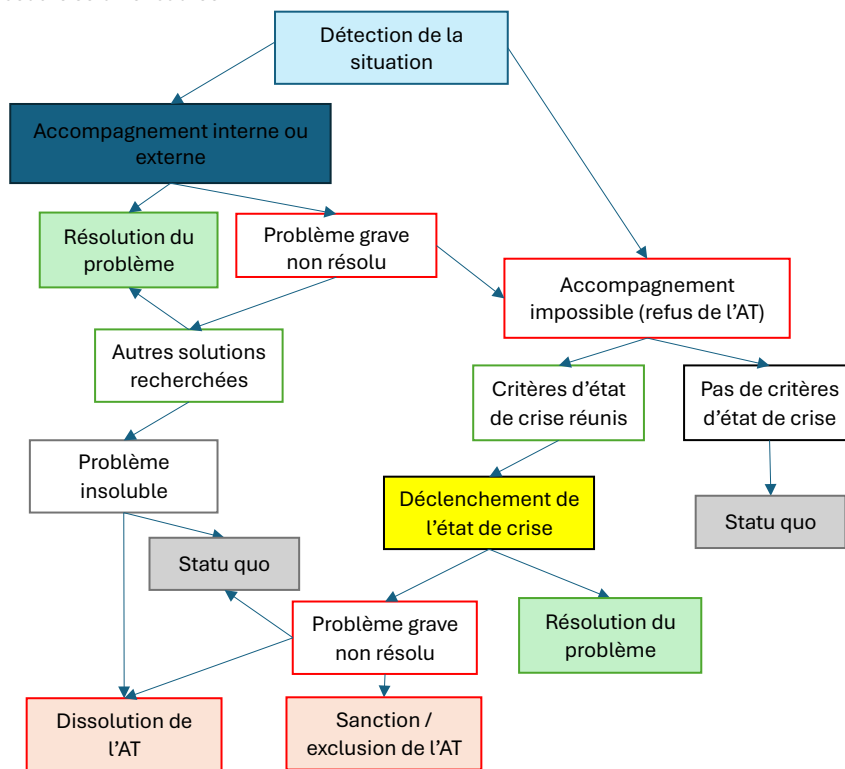 Détection de la
situation
Accompagnement interne ou
externe
Résolution du
problème
Problème grave
non résolu
Accompagnement
impossible (refus de l’AT)
Autres solutions
recherchées
Critères d’état
de crise réunis
Pas de critères
d’état de crise
Problème
insoluble
Déclenchement de
l’état de crise
Statu quo
Statu quo
Problème grave
non résolu
Résolution du
problème
Dissolution de
l’AT
Sanction /
exclusion de l’AT